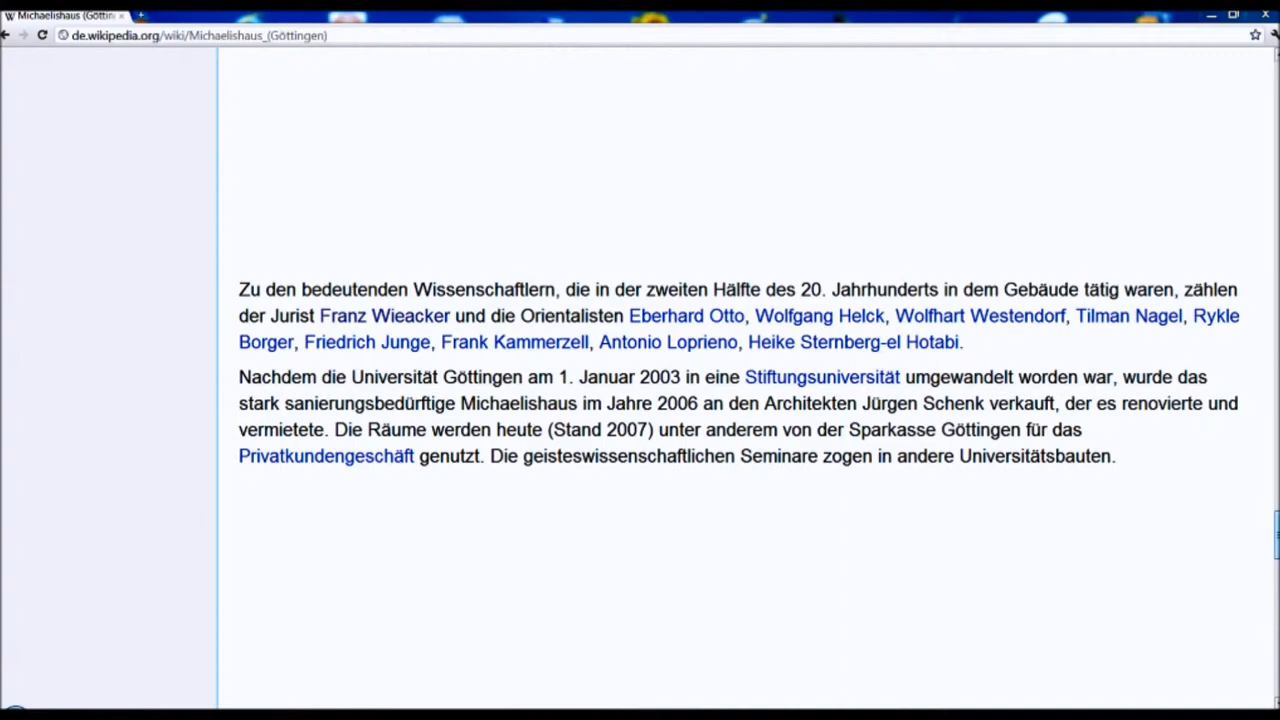 Michaelishaus (Göttin
de.wikipedia.org/wiki/Michaelishaus_(Göttingen)
Zu den bedeutenden Wissenschaftlern, die in der zweiten Hälfte des 20. Jahrhunderts in dem Gebäude tätig waren, zählen
der Jurist Franz Wieacker und die Orientalisten Eberhard Otto, Wolfgang Helck, Wolfhart Westendorf, Tilman Nagel, Rykle
Borger, Friedrich Junge, Frank Kammerzell, Antonio Loprieno, Heike Sternberg-el Hotabi.
Nachdem die Universität Göttingen am 1. Januar 2003 in eine Stiftungsuniversität umgewandelt worden war, wurde das
stark sanierungsbedürftige Michaelishaus im Jahre 2006 an den Architekten Jürgen Schenk verkauft, der es renovierte und
vermietete. Die Räume werden heute (Stand 2007) unter anderem von der Sparkasse Göttingen für das
Privatkundengeschäft genutzt. Die geisteswissenschaftlichen Seminare zogen in andere Universitätsbauten.